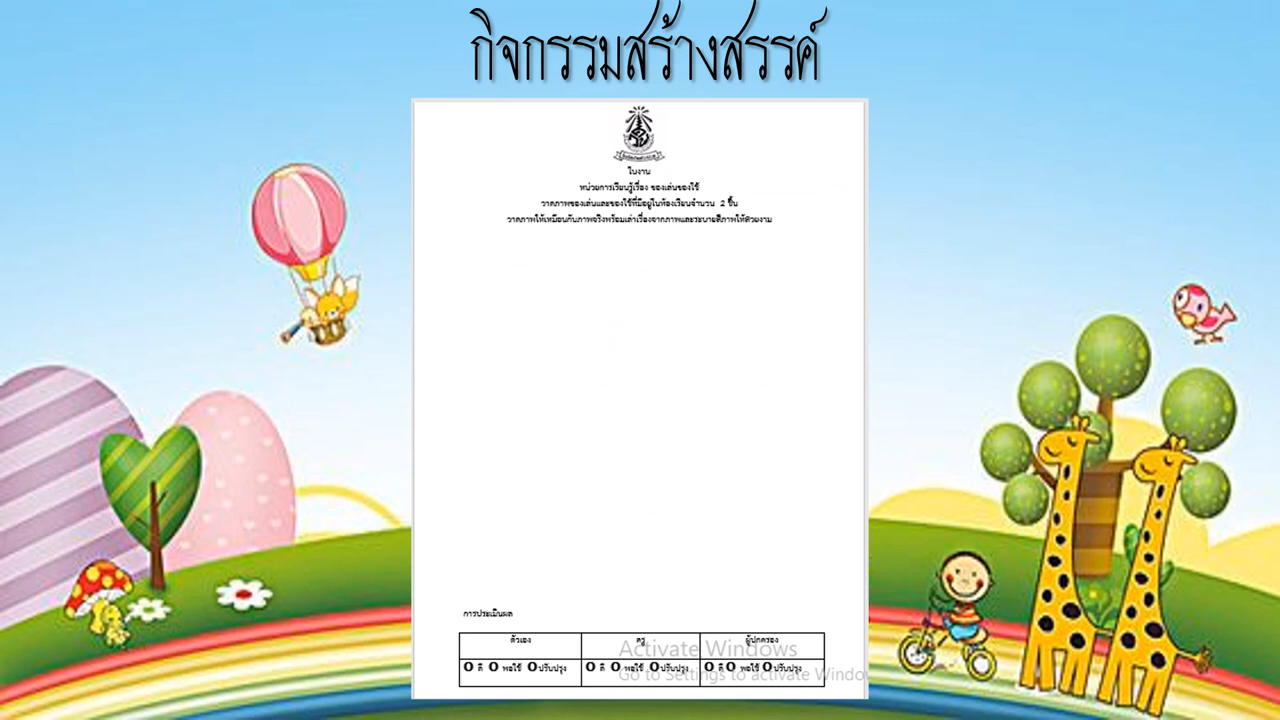 กิจกรรมสร้างสรรค์
ใบงาน
หน่วยการเรียนรู้เรื่อง ของเล่นของใช้
วาดภาพของเล่นและของใช้ที่มีอยู่ในห้องเรียนจำนวน 2 ชิ้น
วาดภาพให้เหมือนกับภาพจริงพร้อมเล่าเรื่องจากภาพและระบายสีภาพให้สวยงาม
การประเมินผล
ตัวเอง ครู ผู้ปกครอง
O ดี O พอใช้ O ปรับปรุง O ดี O พอใช้ O ปรับปรุง O ดี O พอใช้ O ปรับปรุง
Activate Windows
Go to Settings to activate Windows